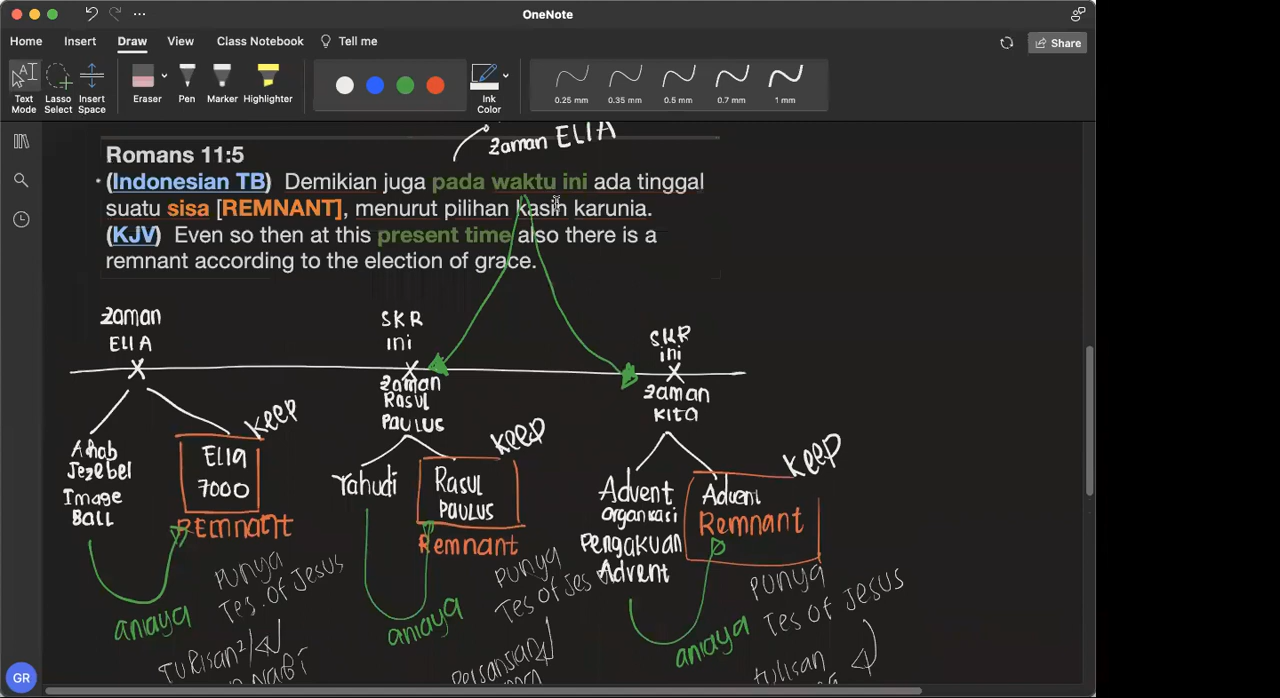 OneNote
Home Insert Draw View Class Notebook Tell me
Share
Text Mode
Lasso Select
Insert Space
Eraser
Pen
Marker
Highlighter
Ink Color
0.25 mm
0.35 mm
0.5 mm
0.7 mm
1 mm
zaman ELIA
Romans 11:5
• (Indonesian TB) Demikian juga pada waktu ini ada tinggal
suatu sisa [REMNANT], menurut pilihan kasih karunia.
(KJV) Even so then at this present time also there is a
remnant according to the election of grace.
zaman
ELIA
Ahab
Jezebel
Image
BALL
KEEP
ELIA
7000
REMNANT
aniaya
PUNYA
Tes. of Jesus
TULISAN²
NABI
SKR
ini
zaman
RASUL
PAULUS
Yahudi
KEEP
RASUL
PAULUS
Remnant
aniaya
PUNYA
Tes of Jes
SKR
ini
zaman
KITA
Advent
organisasi
Pengakuan
Advent
KEEP
Advent
Remnant
aniaya
PUNYA
Tes of Jesus
tulisan
GR